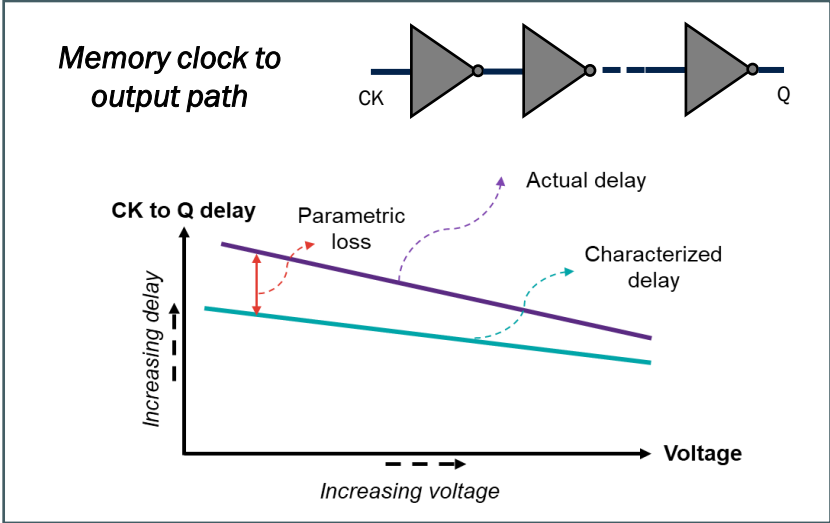 Memory clock to
output path
CK
Q
Actual delay
CK to Q delay
Parametric
loss
Characterized
delay
Increasing delay
Voltage
Increasing voltage